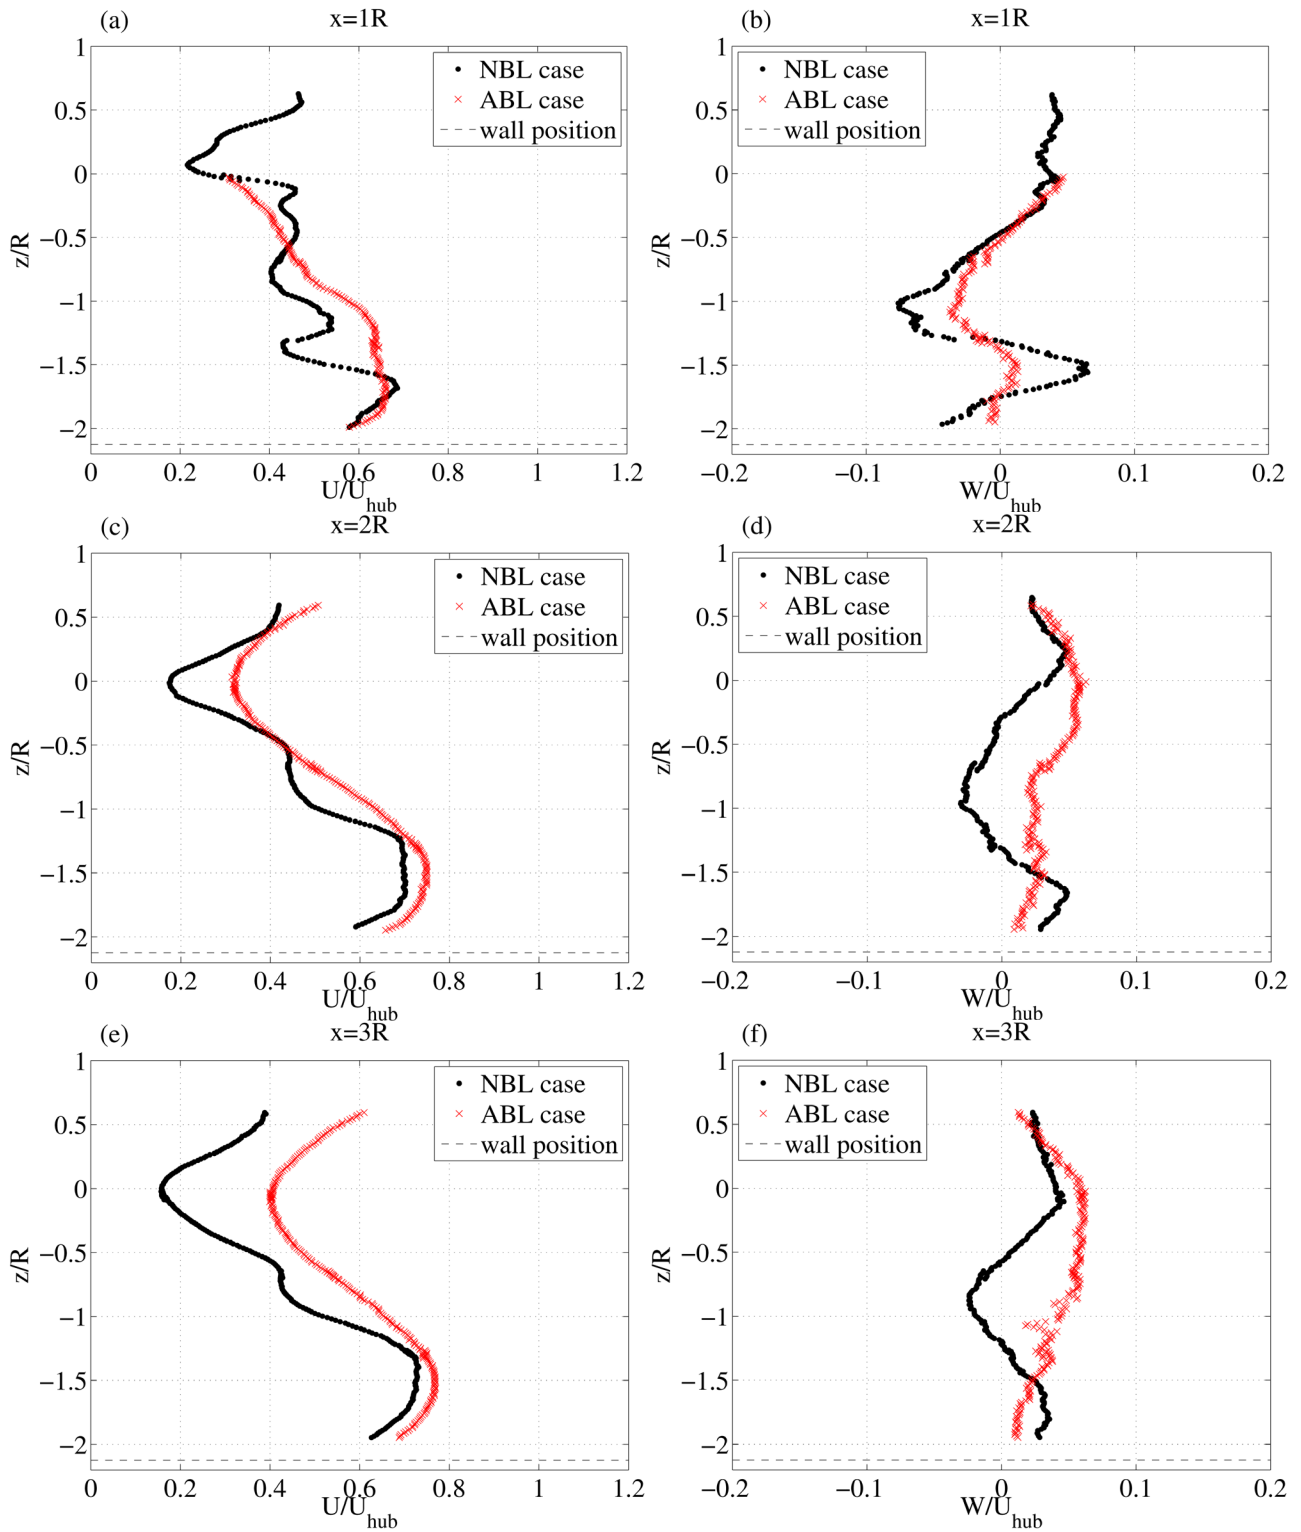 (a) x=1R
1
0.5
0
−0.5
−1
−1.5
−2
z/R
NBL case
ABL case
wall position
0 0.2 0.4 0.6 0.8 1 1.2
U/U_hub
(b) x=1R
1
0.5
0
−0.5
−1
−1.5
−2
z/R
NBL case
ABL case
wall position
−0.2 −0.1 0 0.1 0.2
W/U_hub
(c) x=2R
1
0.5
0
−0.5
−1
−1.5
−2
z/R
NBL case
ABL case
wall position
0 0.2 0.4 0.6 0.8 1 1.2
U/U_hub
(d) x=2R
1
0.5
0
−0.5
−1
−1.5
−2
z/R
NBL case
ABL case
wall position
−0.2 −0.1 0 0.1 0.2
W/U_hub
(e) x=3R
1
0.5
0
−0.5
−1
−1.5
−2
z/R
NBL case
ABL case
wall position
0 0.2 0.4 0.6 0.8 1 1.2
U/U_hub
(f) x=3R
1
0.5
0
−0.5
−1
−1.5
−2
z/R
NBL case
ABL case
wall position
−0.2 −0.1 0 0.1 0.2
W/U_hub